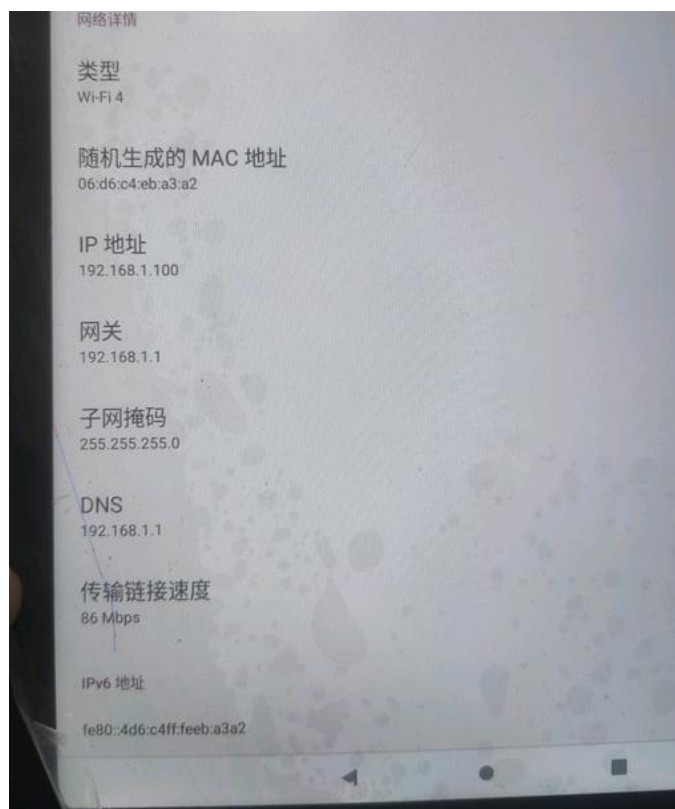 网络详情
类型
Wi-Fi 4
随机生成的 MAC 地址
06:d6:c4:eb:a3:a2
IP 地址
192.168.1.100
网关
192.168.1.1
子网掩码
255.255.255.0
DNS
192.168.1.1
传输链接速度
86 Mbps
IPv6 地址
fe80::4d6:c4ff:feeb:a3a2